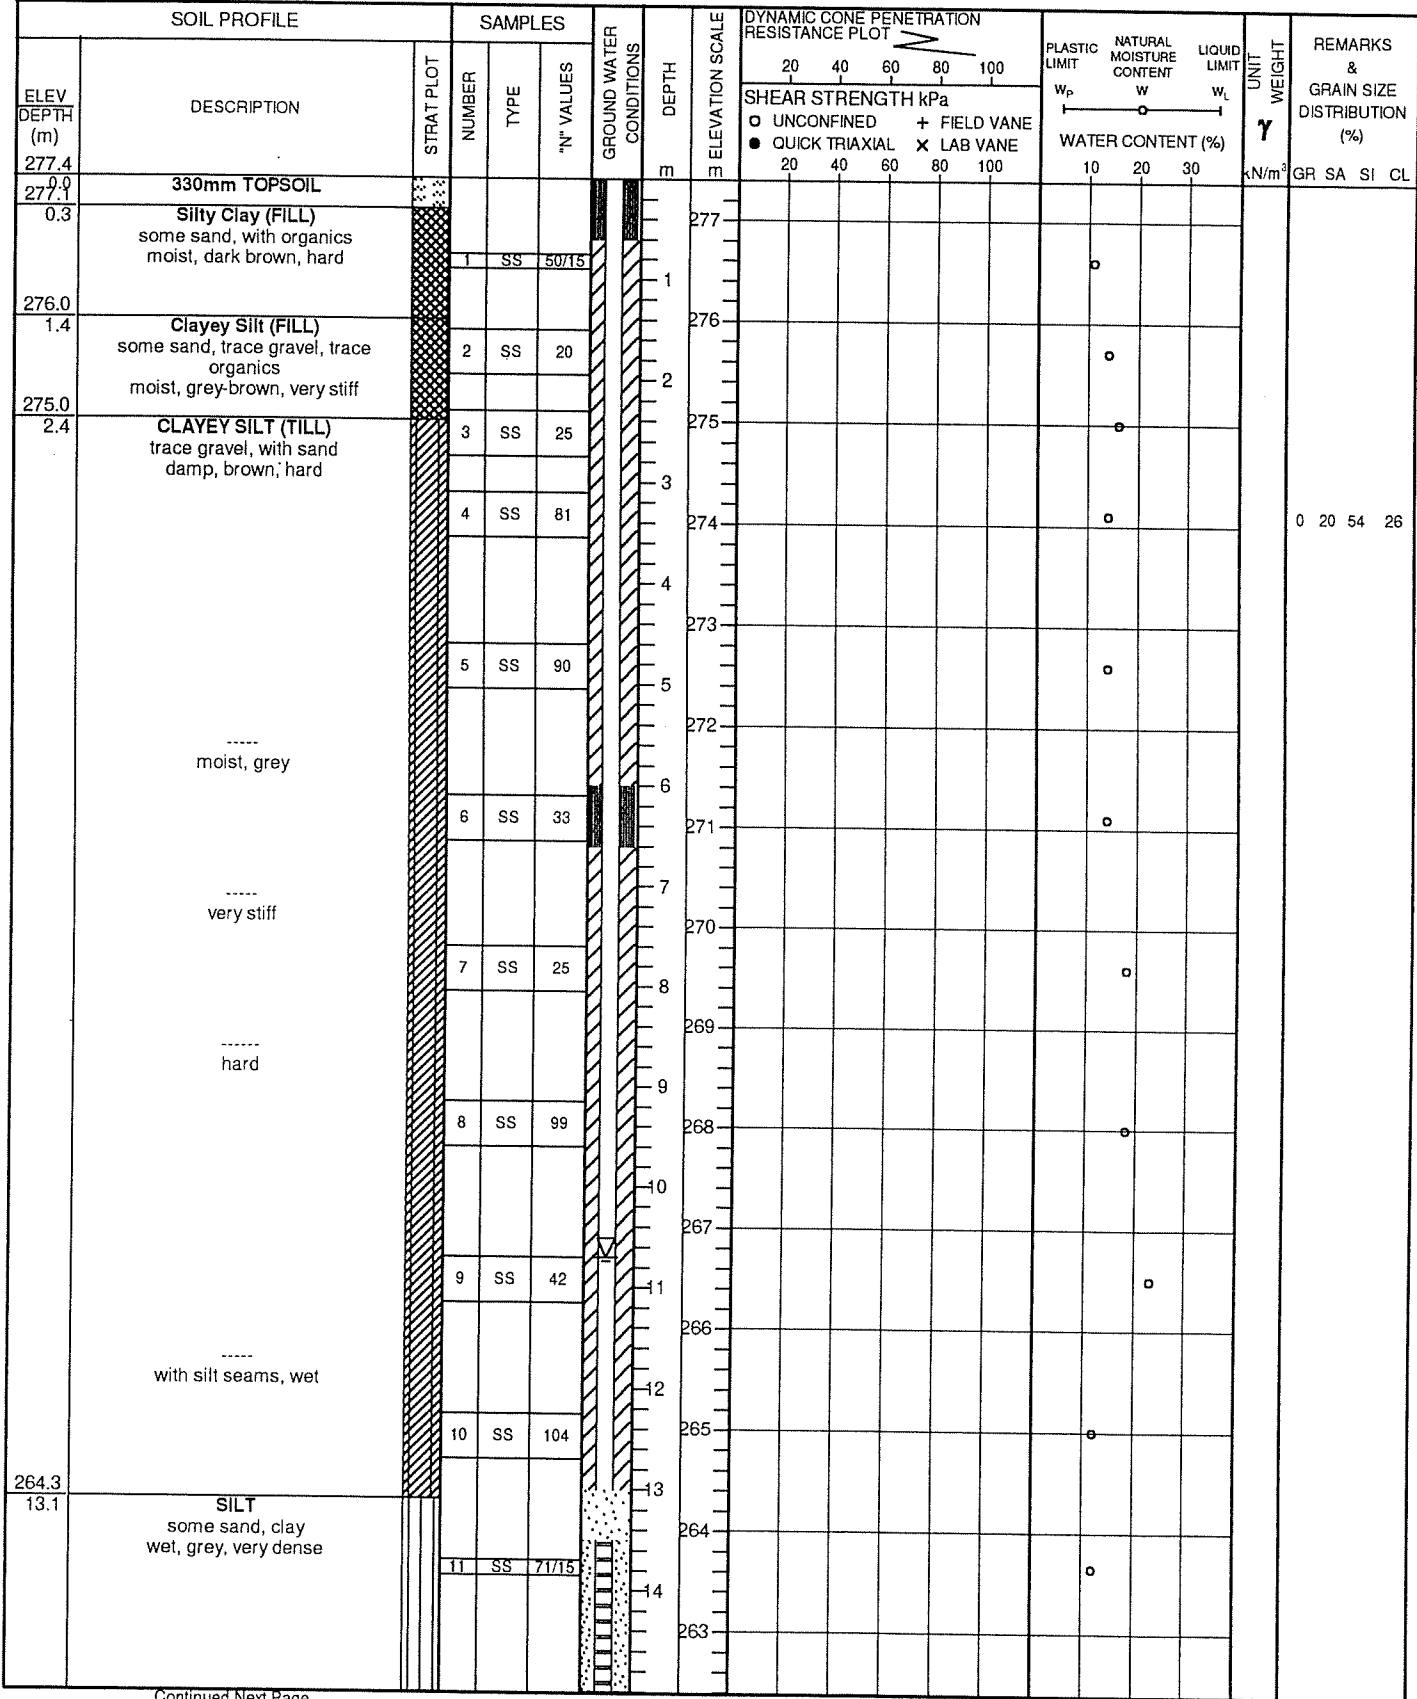 SOIL PROFILE
SAMPLES
GROUND WATER
CONDITIONS
DEPTH
m
m ELEVATION SCALE
DYNAMIC CONE PENETRATION
RESISTANCE PLOT
20 40 60 80 100
SHEAR STRENGTH kPa
O UNCONFINED + FIELD VANE
● QUICK TRIAXIAL × LAB VANE
20 40 60 80 100
PLASTIC LIMIT
NATURAL MOISTURE CONTENT
LIQUID LIMIT
WP W WL
WATER CONTENT (%)
10 20 30
UNIT WEIGHT
γ
kN/m³
REMARKS
&
GRAIN SIZE
DISTRIBUTION
(%)
GR SA SI CL
ELEV
DEPTH
(m)
DESCRIPTION
STRAT PLOT
NUMBER
TYPE
"N" VALUES
277.4
0.0
330mm TOPSOIL
277.1
0.3
Silty Clay (FILL)
some sand, with organics
moist, dark brown, hard
1 SS 50/15
276.0
1.4
Clayey Silt (FILL)
some sand, trace gravel, trace
organics
moist, grey-brown, very stiff
2 SS 20
275.0
2.4
CLAYEY SILT (TILL)
trace gravel, with sand
damp, brown, hard
3 SS 25
4 SS 81
0 20 54 26
5 SS 90
-----
moist, grey
6 SS 33
-----
very stiff
7 SS 25
------
hard
8 SS 99
9 SS 42
-----
with silt seams, wet
10 SS 104
264.3
13.1
SILT
some sand, clay
wet, grey, very dense
11 SS 71/15
1
2
3
4
5
6
7
8
9
10
11
12
13
14
277
276
275
274
273
272
271
270
269
268
267
266
265
264
263
Continued Next Page